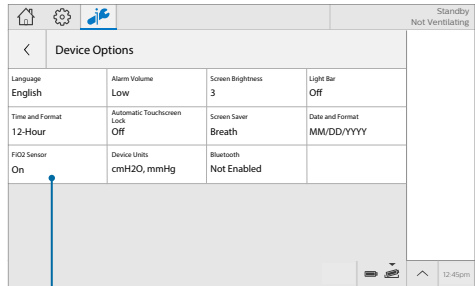 Standby
Not Ventilating
Device Options
Language
English
Alarm Volume
Low
Screen Brightness
3
Light Bar
Off
Time and Format
12-Hour
Automatic Touchscreen
Lock
Off
Screen Saver
Breath
Date and Format
MM/DD/YYYY
FiO2 Sensor
On
Device Units
cmH2O, mmHg
Bluetooth
Not Enabled
12:45pm